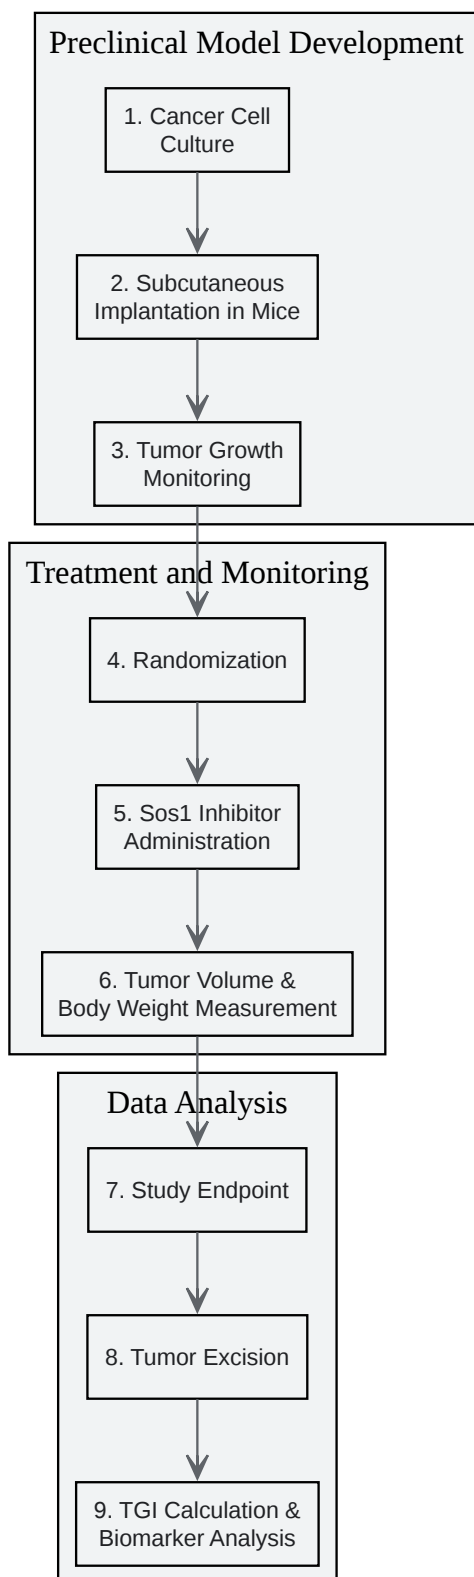 Preclinical Model Development
1. Cancer Cell
Culture
2. Subcutaneous
Implantation in Mice
3. Tumor Growth
Monitoring
Treatment and Monitoring
4. Randomization
5. Sos1 Inhibitor
Administration
6. Tumor Volume &
Body Weight Measurement
Data Analysis
7. Study Endpoint
8. Tumor Excision
9. TGI Calculation &
Biomarker Analysis